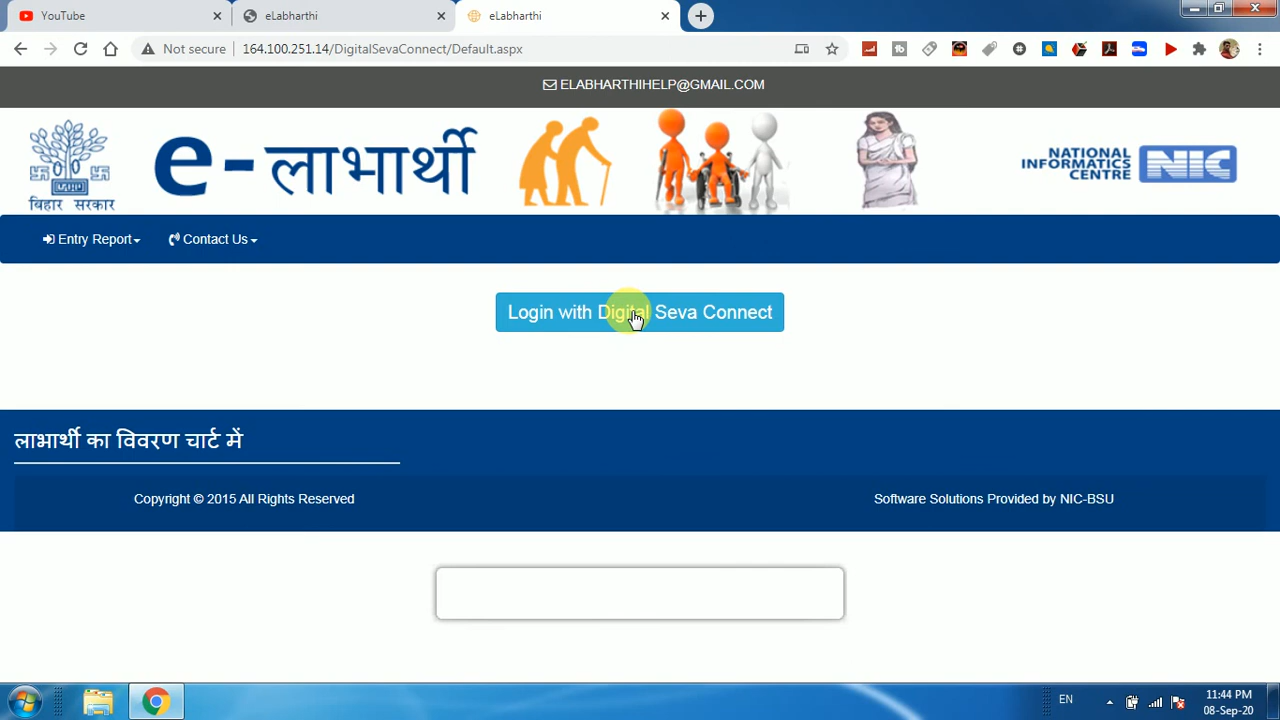 YouTube
eLabharthi
eLabharthi
Not secure 164.100.251.14/DigitalSevaConnect/Default.aspx
ELABHARTHIHELP@GMAIL.COM
बिहार सरकार
e-लाभार्थी
NATIONAL
INFORMATICS
CENTRE
NIC
Entry Report
Contact Us
Login with Digital Seva Connect
लाभार्थी का विवरण चार्ट में
Copyright © 2015 All Rights Reserved
Software Solutions Provided by NIC-BSU
EN
11:44 PM
08-Sep-20